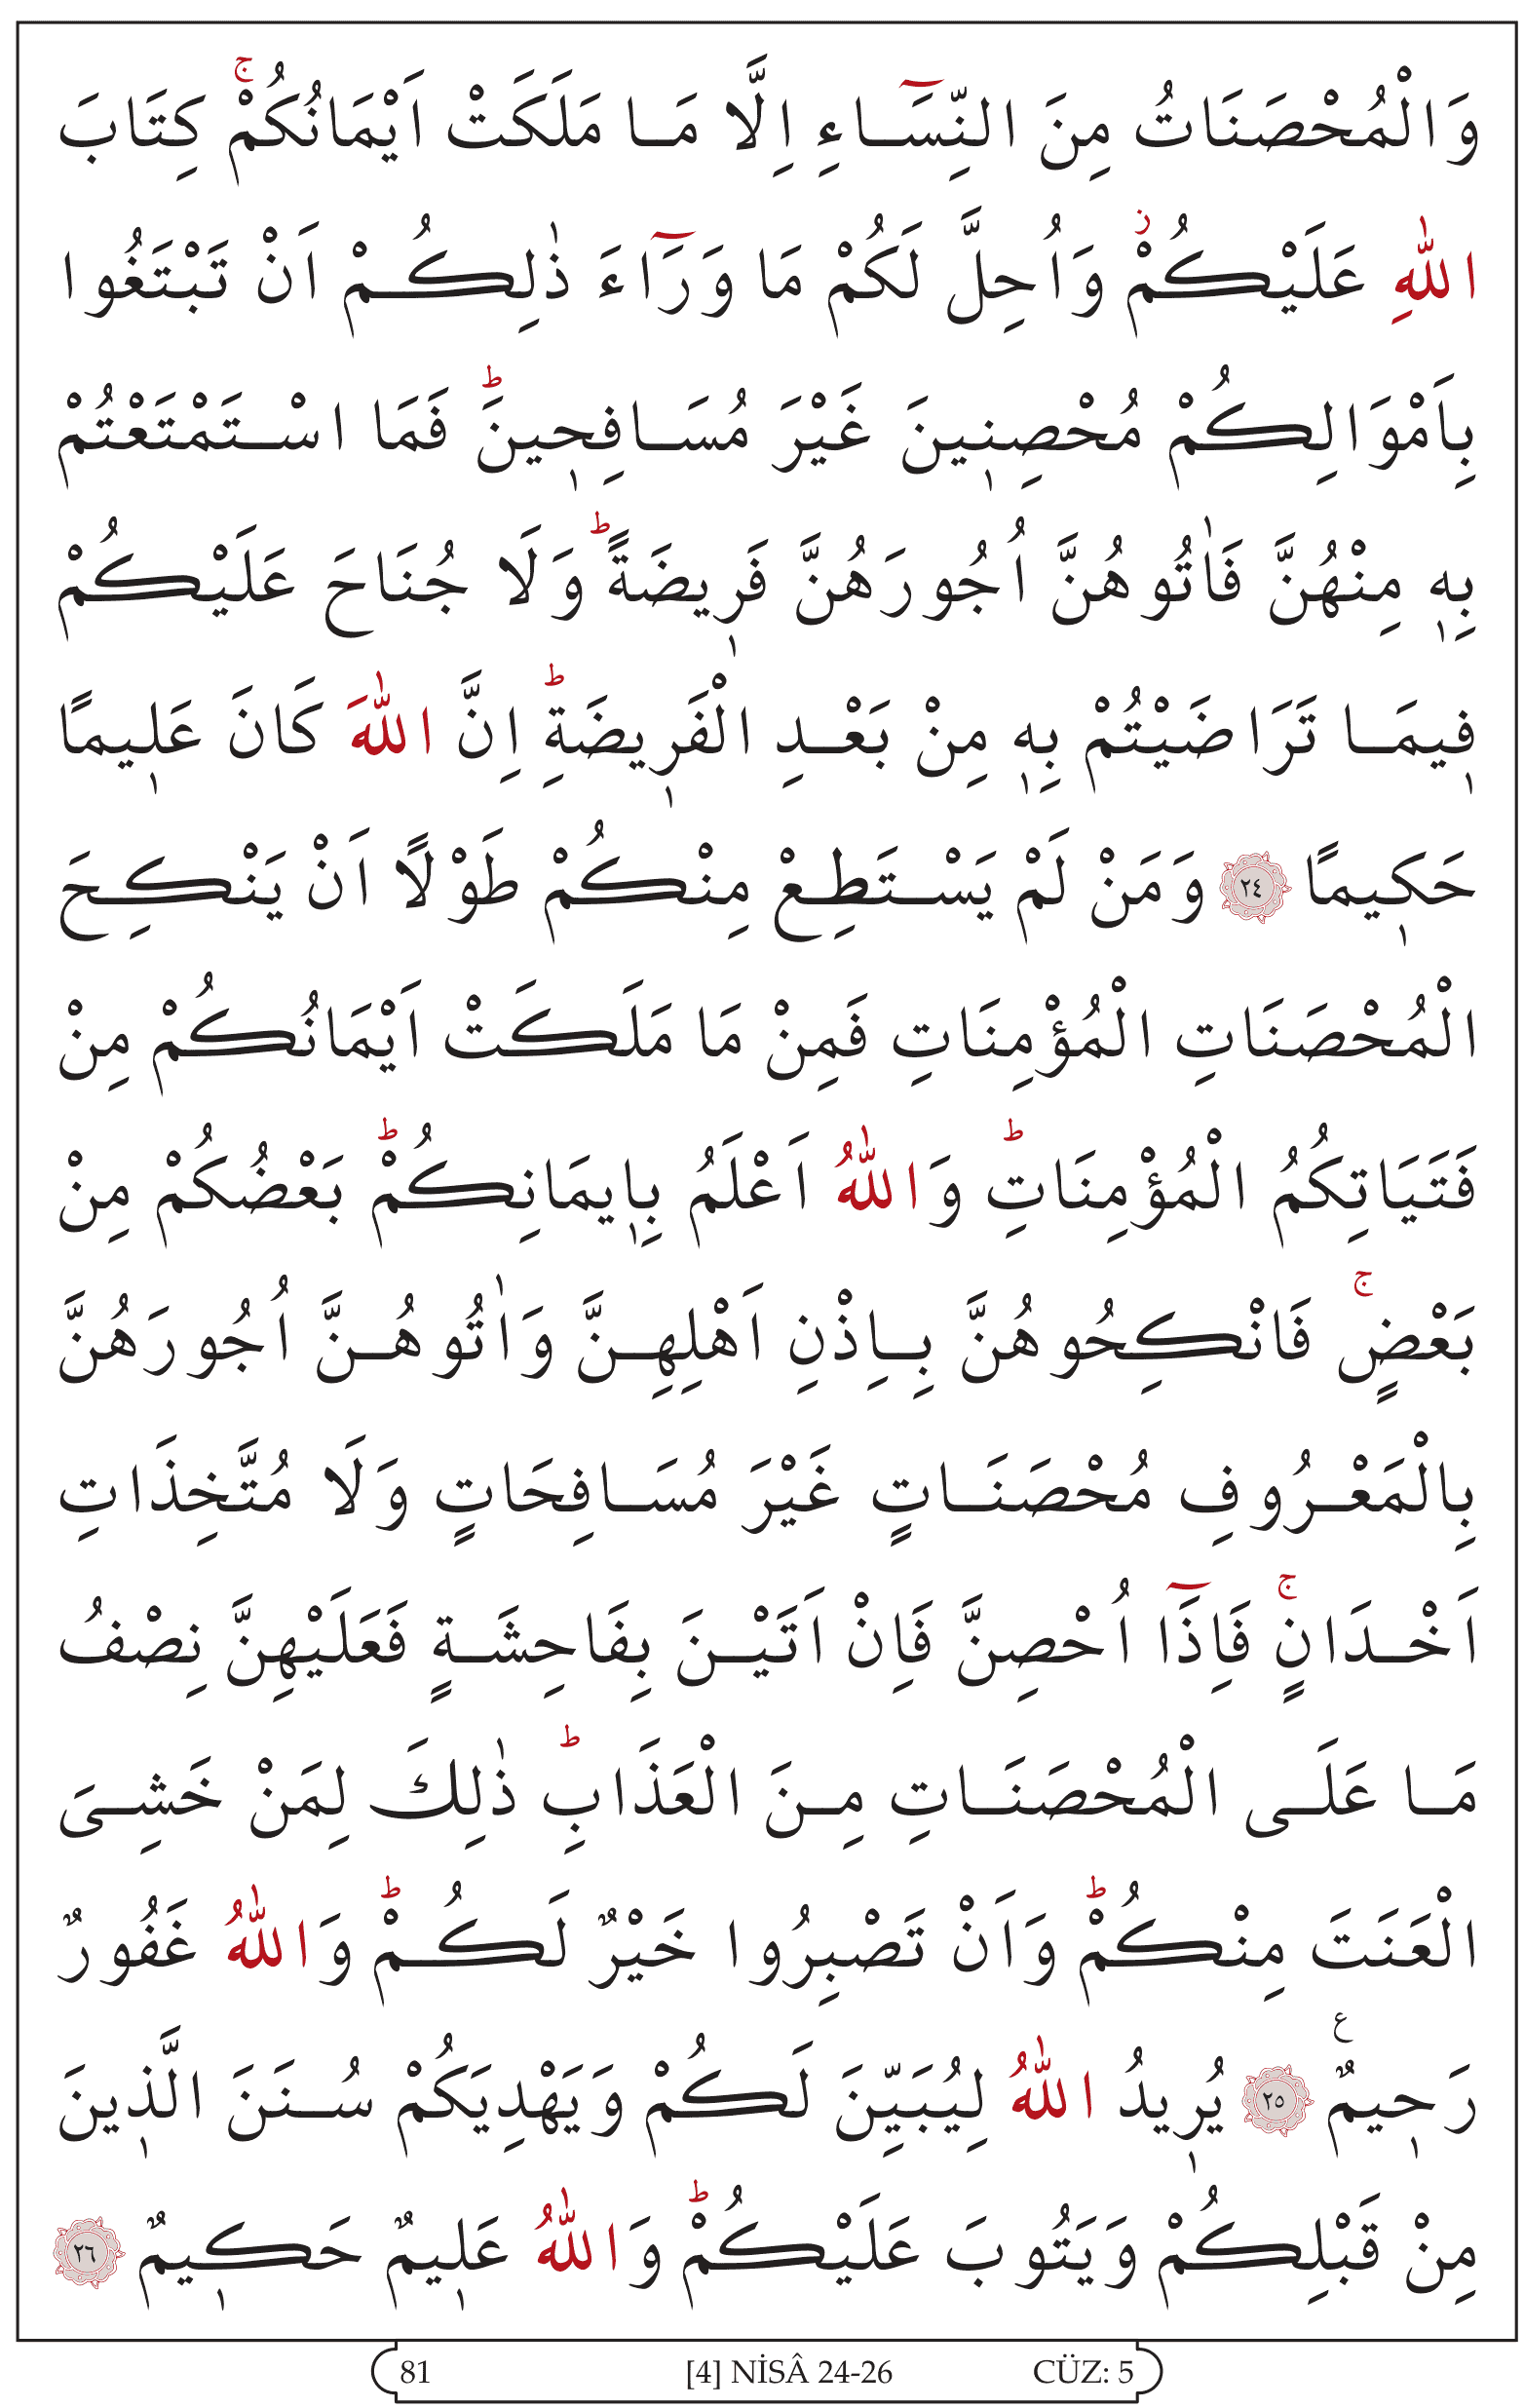 وَالْمُحْصَنَاتُ مِنَ النِّسَٓاءِ اِلَّا مَا مَلَكَتْ اَيْمَانُكُمْۚ كِتَابَ
اللّٰهِ عَلَيْكُمْۘ وَاُحِلَّ لَكُمْ مَا وَرَٓاءَ ذٰلِكُمْ اَنْ تَبْتَغُوا
بِاَمْوَالِكُمْ مُحْصِنٖينَ غَيْرَ مُسَافِحٖينَؕ فَمَا اسْتَمْتَعْتُمْ
بِهٖ مِنْهُنَّ فَاٰتُوهُنَّ اُجُورَهُنَّ فَرٖيضَةًؕ وَلَا جُنَاحَ عَلَيْكُمْ
فٖيمَا تَرَاضَيْتُمْ بِهٖ مِنْ بَعْدِ الْفَرٖيضَةِؕ اِنَّ اللّٰهَ كَانَ عَلٖيمًا
حَكٖيمًا ٢٤ وَمَنْ لَمْ يَسْتَطِعْ مِنْكُمْ طَوْلًا اَنْ يَنْكِحَ
الْمُحْصَنَاتِ الْمُؤْمِنَاتِ فَمِنْ مَا مَلَكَتْ اَيْمَانُكُمْ مِنْ
فَتَيَاتِكُمُ الْمُؤْمِنَاتِؕ وَاللّٰهُ اَعْلَمُ بِاٖيمَانِكُمْؕ بَعْضُكُمْ مِنْ
بَعْضٍۚ فَانْكِحُوهُنَّ بِاِذْنِ اَهْلِهِنَّ وَاٰتُوهُنَّ اُجُورَهُنَّ
بِالْمَعْرُوفِ مُحْصَنَاتٍ غَيْرَ مُسَافِحَاتٍ وَلَا مُتَّخِذَاتِ
اَخْدَانٍۚ فَاِذَٓا اُحْصِنَّ فَاِنْ اَتَيْنَ بِفَاحِشَةٍ فَعَلَيْهِنَّ نِصْفُ
مَا عَلَى الْمُحْصَنَاتِ مِنَ الْعَذَابِؕ ذٰلِكَ لِمَنْ خَشِىَ
الْعَنَتَ مِنْكُمْؕ وَاَنْ تَصْبِرُوا خَيْرٌ لَكُمْؕ وَاللّٰهُ غَفُورٌ
رَحٖيمٌ ع ٢٥ يُرٖيدُ اللّٰهُ لِيُبَيِّنَ لَكُمْ وَيَهْدِيَكُمْ سُنَنَ الَّذٖينَ
مِنْ قَبْلِكُمْ وَيَتُوبَ عَلَيْكُمْؕ وَاللّٰهُ عَلٖيمٌ حَكٖيمٌ ٢٦
81 [4] NİSÂ 24-26 CÜZ: 5